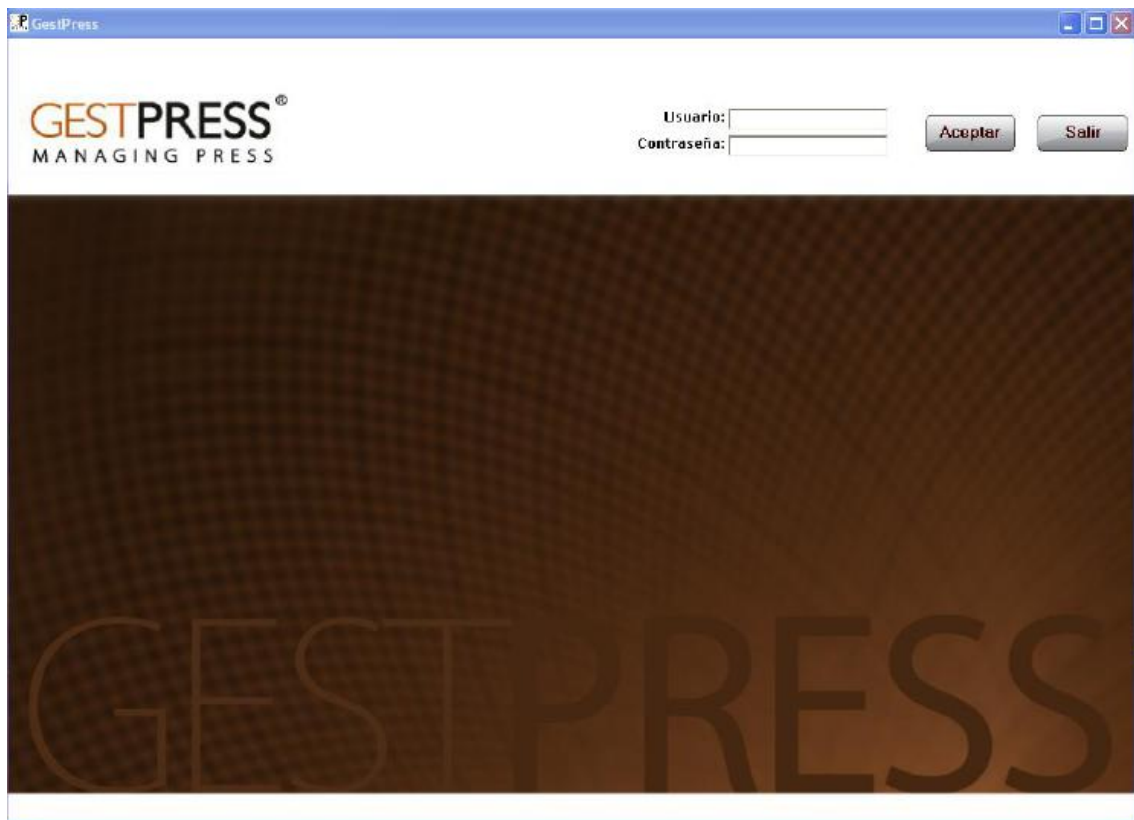 GestPress
GESTPRESS®
MANAGING PRESS
Usuario:
Contraseña:
Aceptar
Salir
GESTPRESS